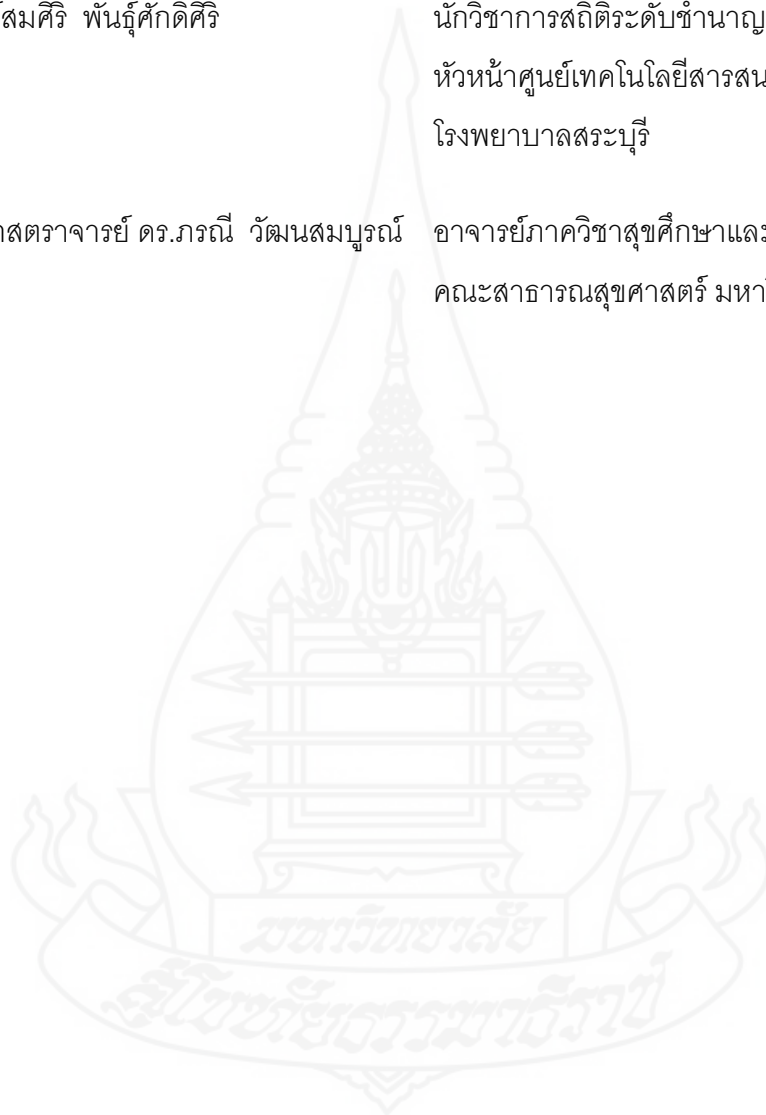 สมศิริ พันธุ์ศักดิ์ศิริ นักวิชาการสถิติระดับชำนาญ
หัวหน้าศูนย์เทคโนโลยีสารสน
โรงพยาบาลสระบุรี
าสตราจารย์ ดร.ภรณี วัฒนสมบูรณ์ อาจารย์ภาควิชาสุขศึกษาและ
คณะสาธารณสุขศาสตร์ มหา
มหาวิทยาลัย
สุโขทัยธรรมาธิราช